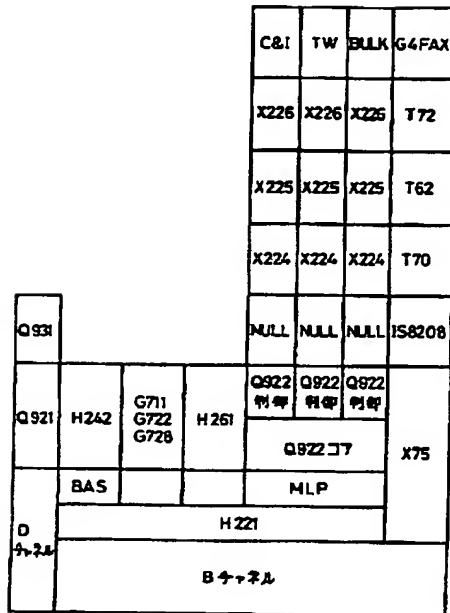 C&I TW BULK G4FAX
X226 X226 X226 T72
X225 X225 X225 T62
X224 X224 X224 T70
Q931 NULL NULL NULL IS8208
Q922 Q922 Q922
制御 制御 制御
Q921 H242 G711 H261
G722
G728
Q922コア X75
BAS MLP
H221
D
チャネル
Bチャネル